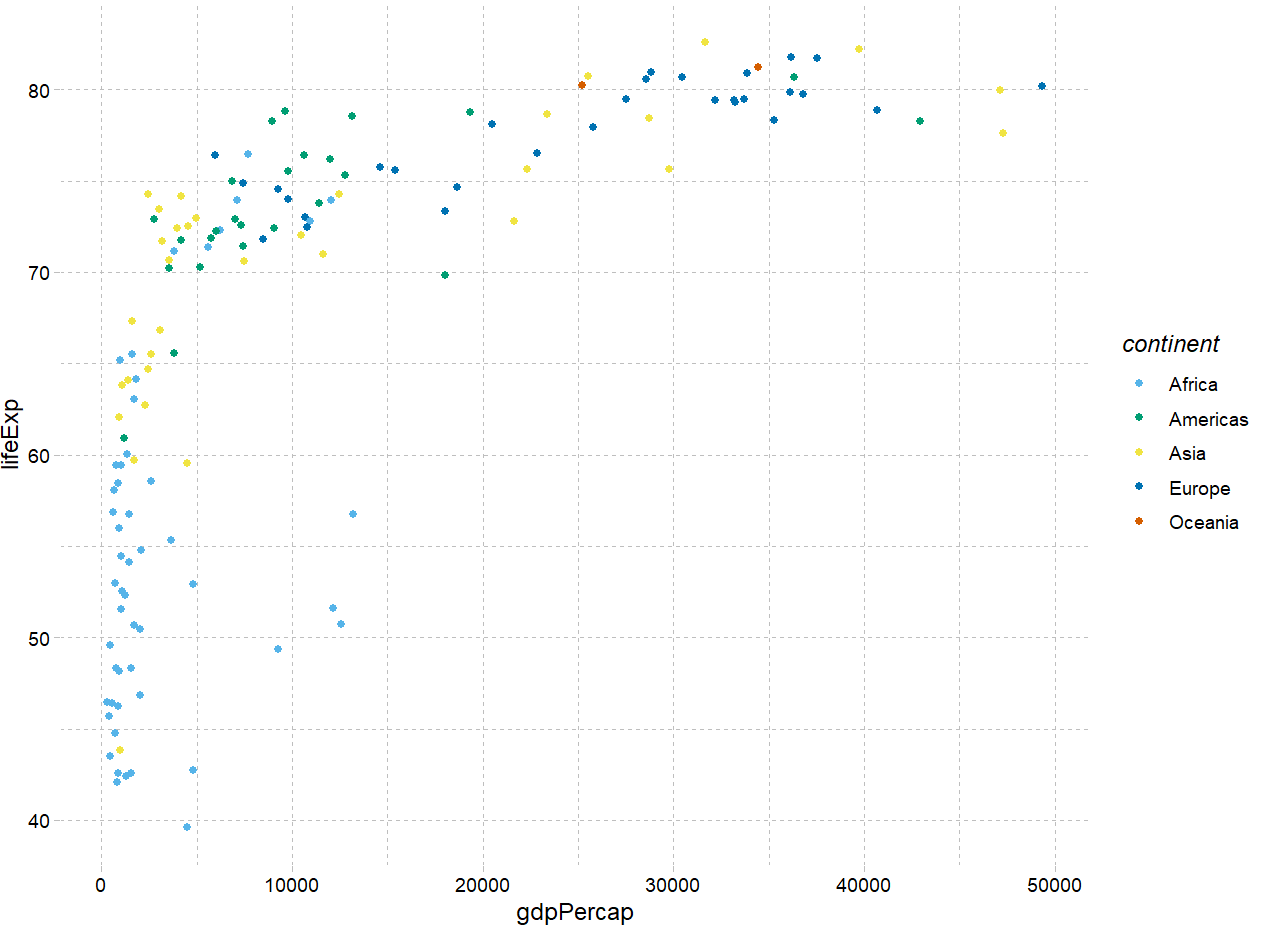 80
70
60
50
40
lifeExp
0 10000 20000 30000 40000 50000
gdpPercap
continent
Africa
Americas
Asia
Europe
Oceania